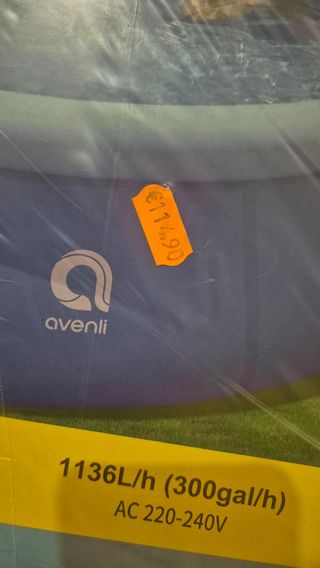 €114,90
avenli
1136L/h (300gal/h)
AC 220-240V